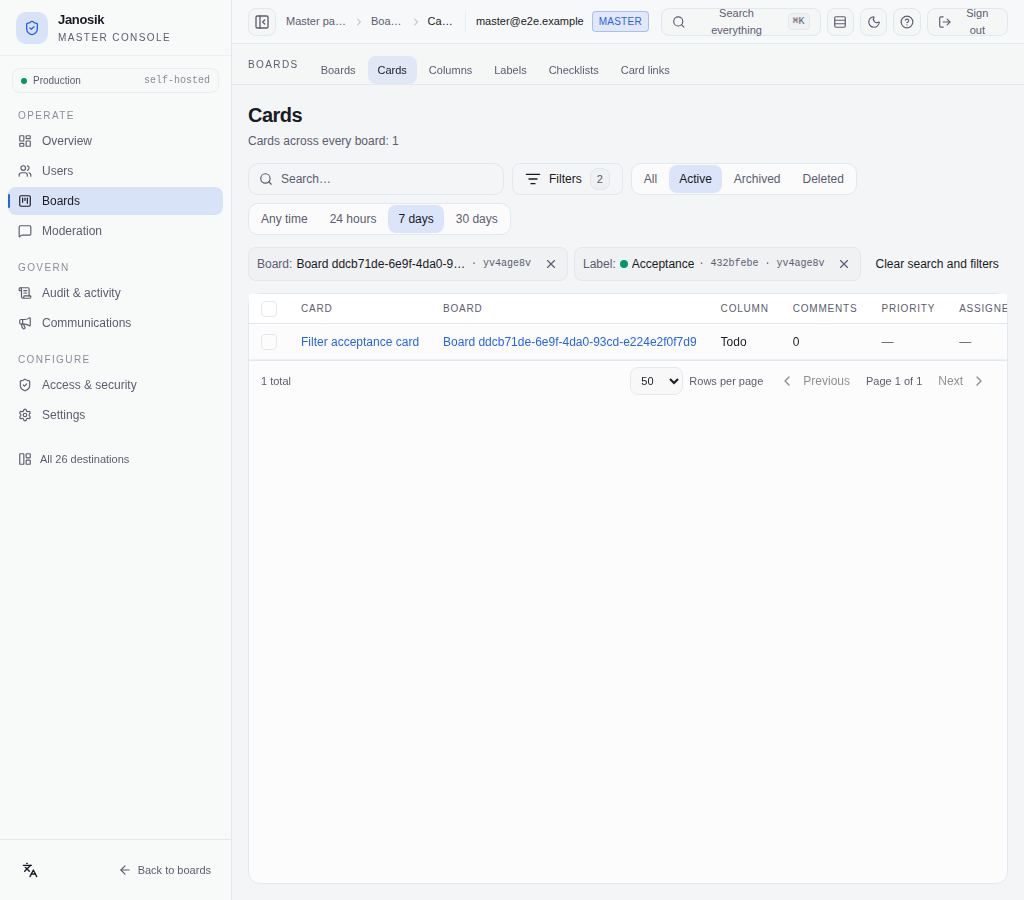 Janosik
MASTER CONSOLE
Production
self-hosted
OPERATE
Overview
Users
Boards
Moderation
GOVERN
Audit & activity
Communications
CONFIGURE
Access & security
Settings
All 26 destinations
Back to boards
Master pa…
Boa…
Ca…
master@e2e.example
MASTER
Search everything
⌘K
Sign out
BOARDS
Boards
Cards
Columns
Labels
Checklists
Card links
Cards
Cards across every board: 1
Search…
Filters 2
All
Active
Archived
Deleted
Any time
24 hours
7 days
30 days
Board: Board ddcb71de-6e9f-4da0-9… · yv4age8v
Label: Acceptance · 432bfebe · yv4age8v
Clear search and filters
CARD BOARD COLUMN COMMENTS PRIORITY ASSIGNE
Filter acceptance card Board ddcb71de-6e9f-4da0-93cd-e224e2f0f7d9 Todo 0 — —
1 total
50 Rows per page
Previous
Page 1 of 1
Next